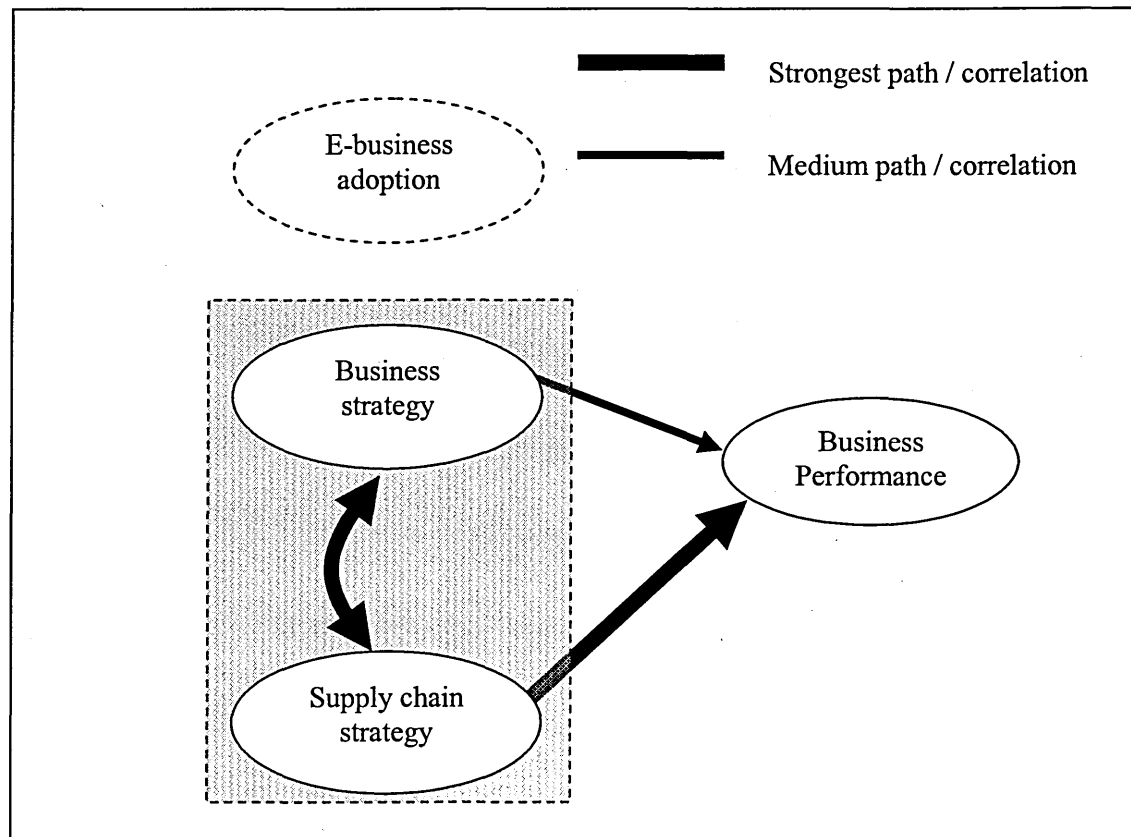 Strongest path / correlation
E-business
adoption
Medium path / correlation
Business
strategy
Business
Performance
Supply chain
strategy